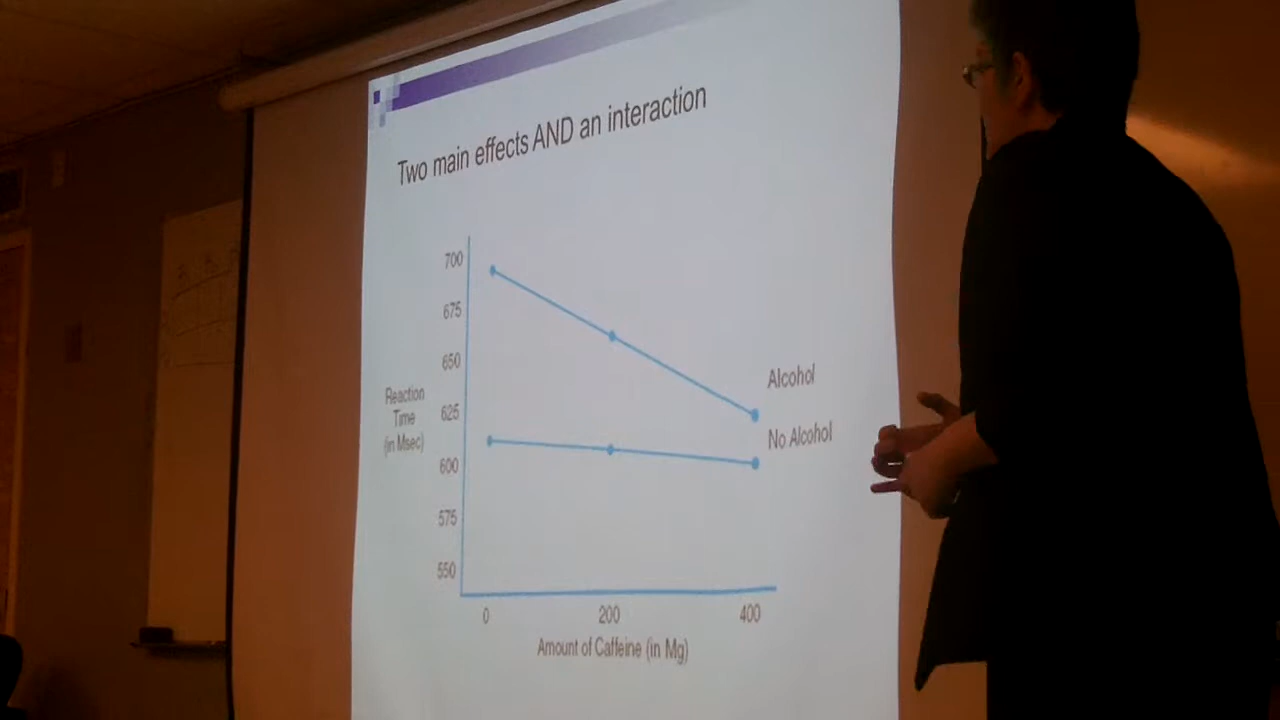 Two main effects AND an interaction
700
675
650
Reaction
Time
(in Msec)
625
600
575
550
Alcohol
No Alcohol
0 200 400
Amount of Caffeine (in Mg)